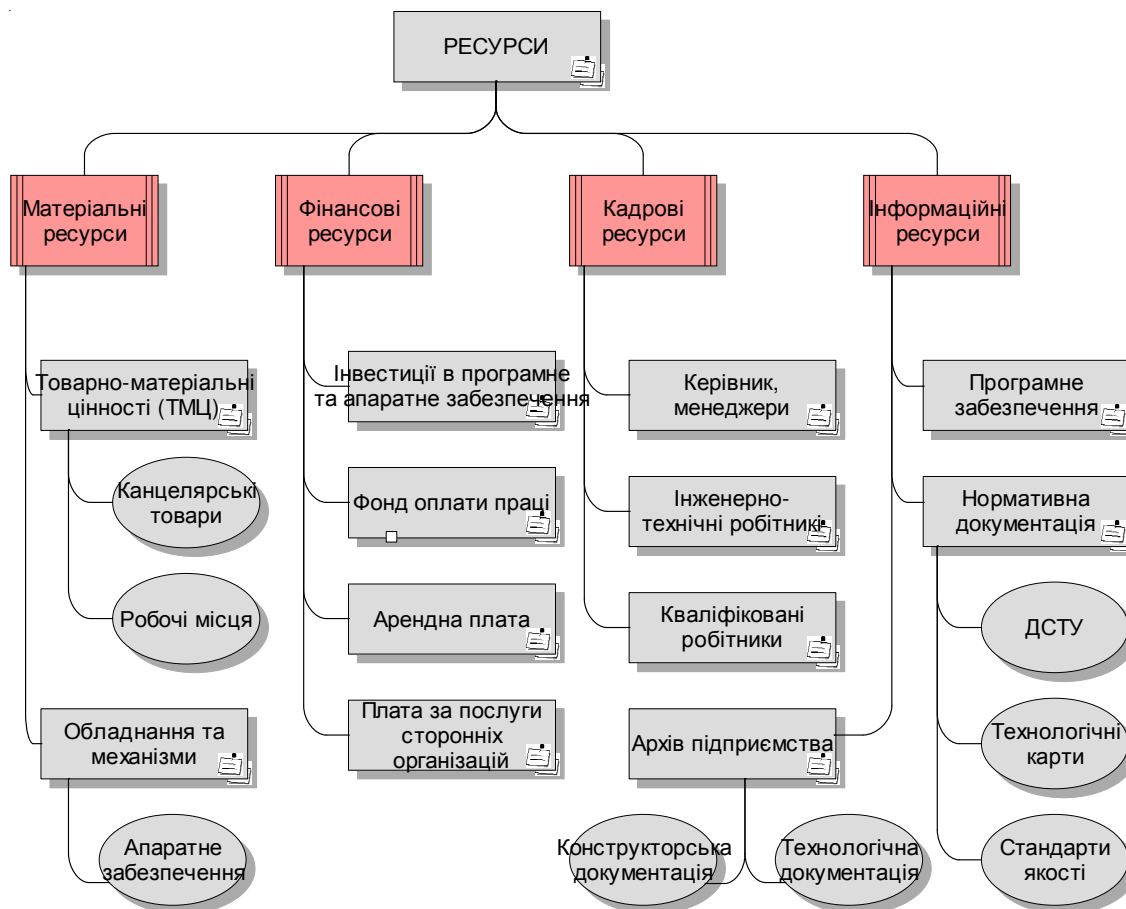 РЕСУРСИ
Матеріальні
ресурси
Фінансові
ресурси
Кадрові
ресурси
Інформаційні
ресурси
Товарно-матеріальні
цінності (ТМЦ)
Канцелярські
товари
Робочі місця
Обладнання та
механізми
Апаратне
забезпечення
Інвестиції в програмне
та апаратне забезпечення
Фонд оплати праці
Арендна плата
Плата за послуги
сторонніх
організацій
Керівник,
менеджери
Інженерно-
технічні робітникі
Кваліфіковані
робітники
Програмне
забезпечення
Нормативна
документація
ДСТУ
Технологічні
карти
Стандарти
якості
Архів підприємства
Конструкторська
документація
Технологічна
документація